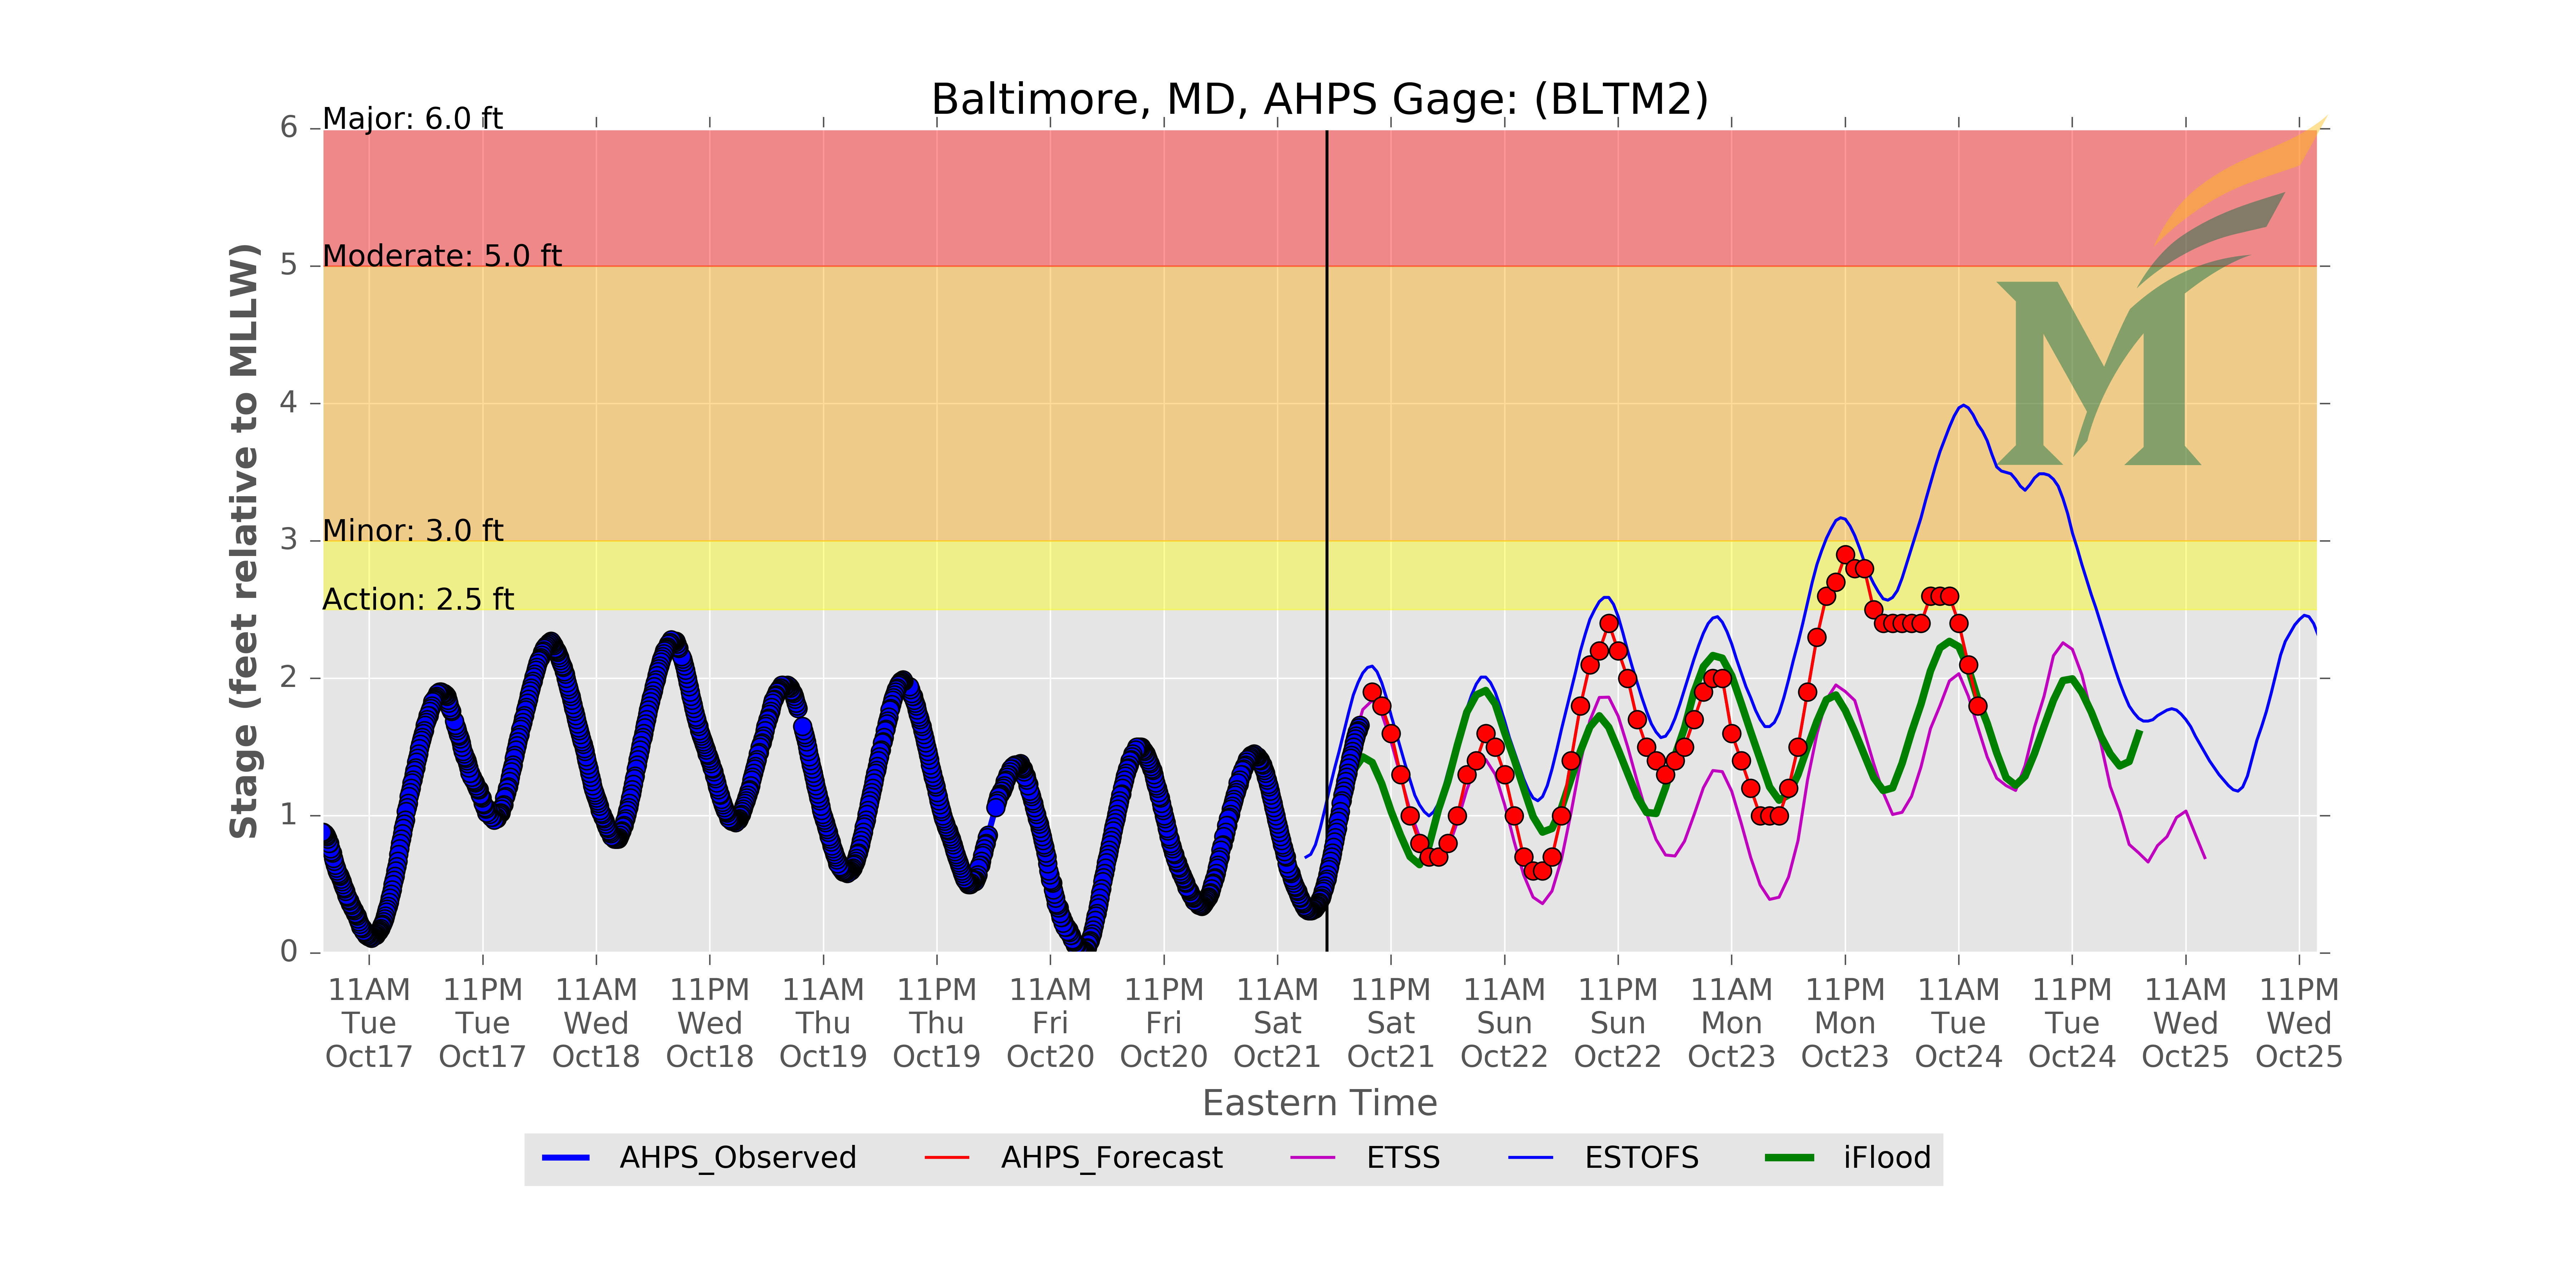 Baltimore, MD, AHPS Gage: (BLTM2)
Major: 6.0 ft
Moderate: 5.0 ft
Minor: 3.0 ft
Action: 2.5 ft
Stage (feet relative to MLLW)
6
5
4
3
2
1
0
11AM 11PM 11AM 11PM 11AM 11PM 11AM 11PM 11AM 11PM 11AM 11PM 11AM 11PM 11AM 11PM 11AM 11PM
Tue Tue Wed Wed Thu Thu Fri Fri Sat Sat Sun Sun Mon Mon Tue Tue Wed Wed
Oct17 Oct17 Oct18 Oct18 Oct19 Oct19 Oct20 Oct20 Oct21 Oct21 Oct22 Oct22 Oct23 Oct23 Oct24 Oct24 Oct25 Oct25
Eastern Time
AHPS_Observed AHPS_Forecast ETSS ESTOFS iFlood
M